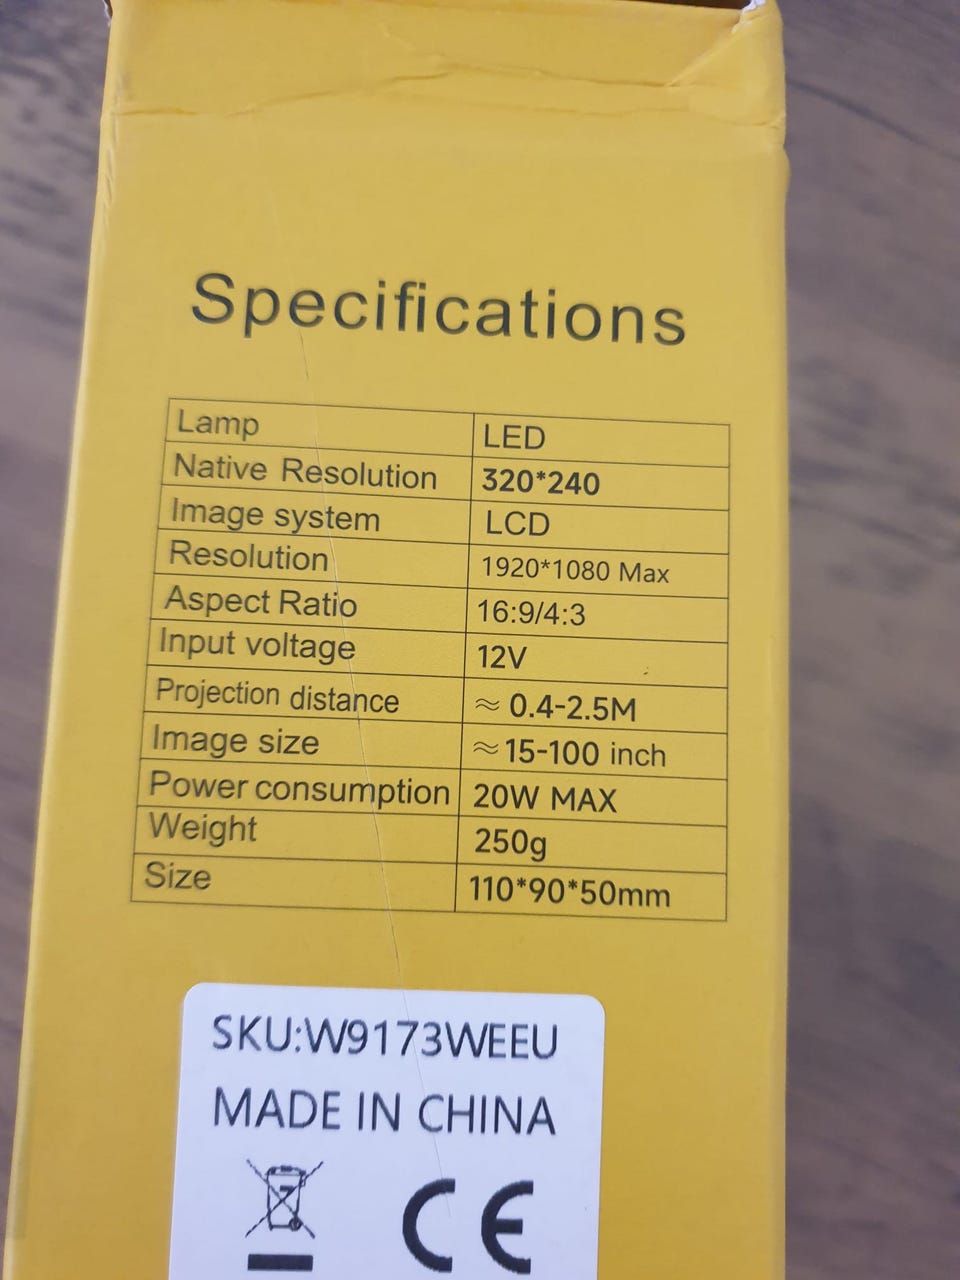 Specifications
Lamp LED
Native Resolution 320*240
Image system LCD
Resolution 1920*1080 Max
Aspect Ratio 16:9/4:3
Input voltage 12V
Projection distance ≈ 0.4-2.5M
Image size ≈15-100 inch
Power consumption 20W MAX
Weight 250g
Size 110*90*50mm
SKU:W9173WEEU
MADE IN CHINA
CE